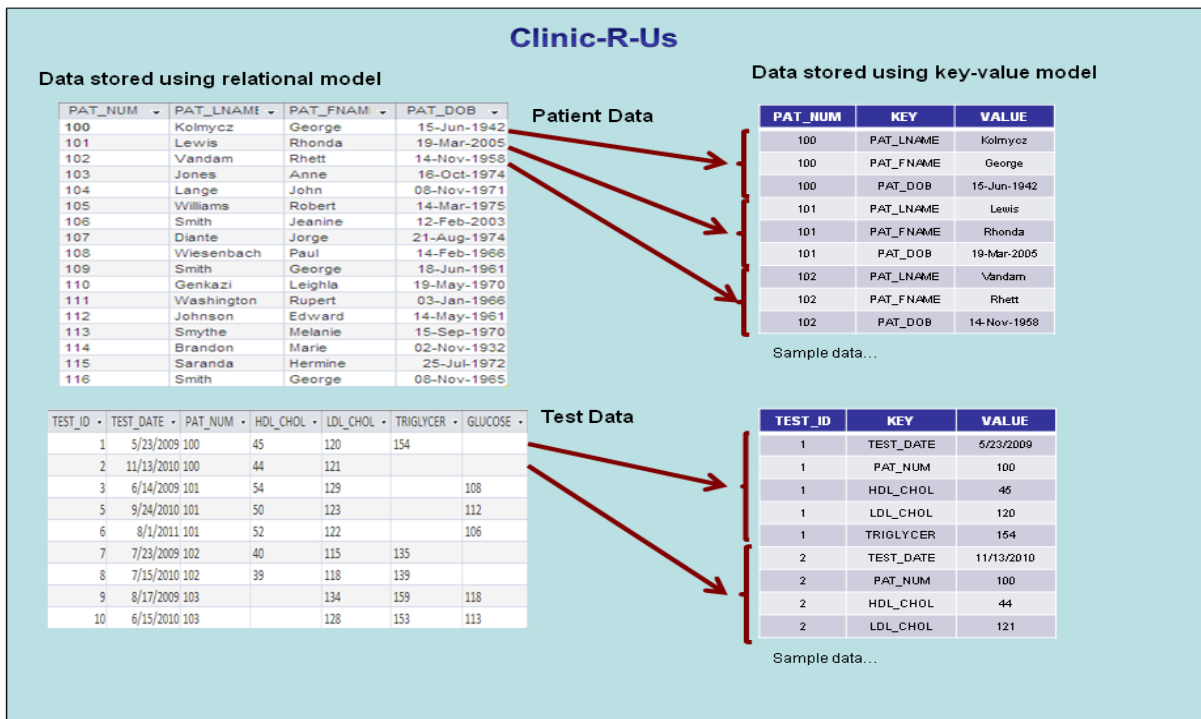 Clinic-R-Us
Data stored using relational model
Data stored using key-value model
PAT_NUM PAT_LNAME PAT_FNAM PAT_DOB
100 Kolmycz George 15-Jun-1942
101 Lewis Rhonda 19-Mar-2005
102 Vandam Rhett 14-Nov-1958
103 Jones Anne 16-Oct-1974
104 Lange John 08-Nov-1971
105 Williams Robert 14-Mar-1975
106 Smith Jeanine 12-Feb-2003
107 Diante Jorge 21-Aug-1974
108 Wiesenbach Paul 14-Feb-1966
109 Smith George 18-Jun-1961
110 Genkazi Leighla 19-May-1970
111 Washington Rupert 03-Jan-1966
112 Johnson Edward 14-May-1961
113 Smythe Melanie 15-Sep-1970
114 Brandon Marie 02-Nov-1932
115 Saranda Hermine 25-Jul-1972
116 Smith George 08-Nov-1965
Patient Data
PAT_NUM KEY VALUE
100 PAT_LNAME Kolmycz
100 PAT_FNAME George
100 PAT_DOB 15-Jun-1942
101 PAT_LNAME Lewis
101 PAT_FNAME Rhonda
101 PAT_DOB 19-Mar-2005
102 PAT_LNAME Vandam
102 PAT_FNAME Rhett
102 PAT_DOB 14-Nov-1958
Sample data...
TEST_ID TEST_DATE PAT_NUM HDL_CHOL LDL_CHOL TRIGLYCER GLUCOSE
1 5/23/2009 100 45 120 154
2 11/13/2010 100 44 121
3 6/14/2009 101 54 129 108
5 9/24/2010 101 50 123 112
6 8/1/2011 101 52 122 106
7 7/23/2009 102 40 115 135
8 7/15/2010 102 39 118 139
9 8/17/2009 103 134 159 118
10 6/15/2010 103 128 153 113
Test Data
TEST_ID KEY VALUE
1 TEST_DATE 5/23/2009
1 PAT_NUM 100
1 HDL_CHOL 45
1 LDL_CHOL 120
1 TRIGLYCER 154
2 TEST_DATE 11/13/2010
2 PAT_NUM 100
2 HDL_CHOL 44
2 LDL_CHOL 121
Sample data...